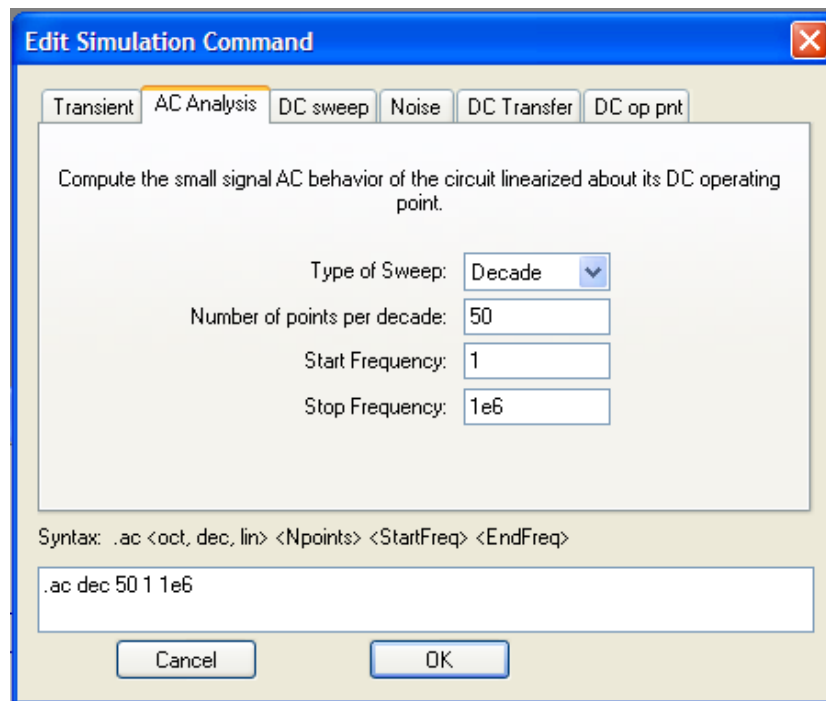 Edit Simulation Command
Transient AC Analysis DC sweep Noise DC Transfer DC op pnt
Compute the small signal AC behavior of the circuit linearized about its DC operating
point.
Type of Sweep: Decade
Number of points per decade: 50
Start Frequency: 1
Stop Frequency: 1e6
Syntax: .ac <oct, dec, lin> <Npoints> <StartFreq> <EndFreq>
.ac dec 50 1 1e6
Cancel OK